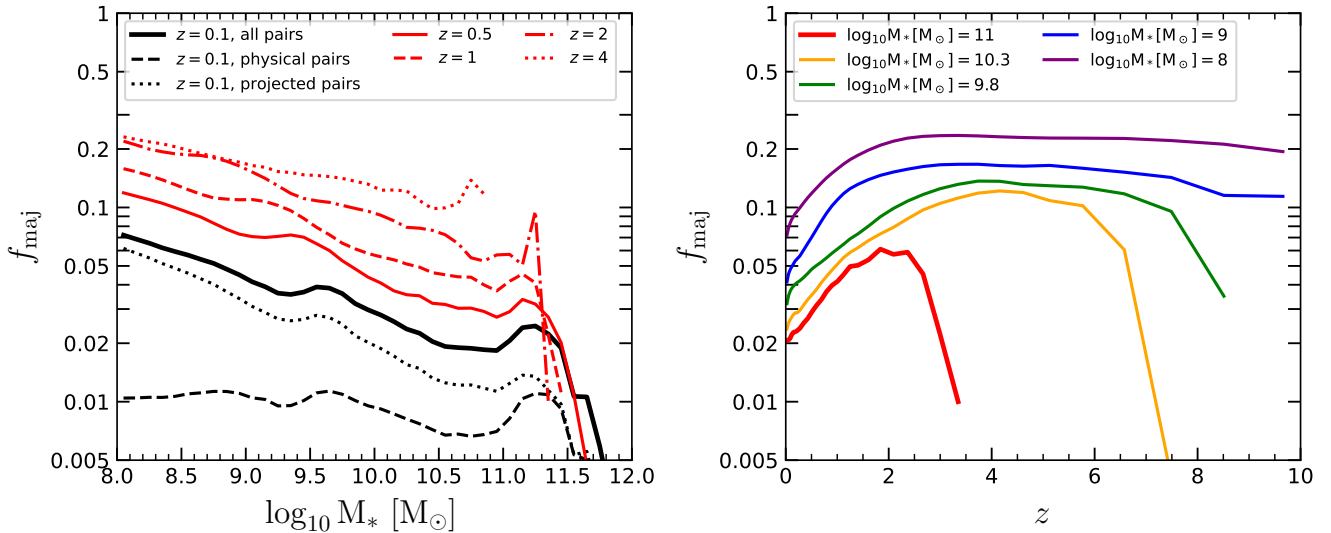 1
0.5
0.2
0.1
0.05
0.02
0.01
0.005
f_maj
z = 0.1, all pairs
z = 0.1, physical pairs
z = 0.1, projected pairs
z = 0.5
z = 1
z = 2
z = 4
8.0 8.5 9.0 9.5 10.0 10.5 11.0 11.5 12.0
log₁₀ M∗ [M⊙]
1
0.5
0.2
0.1
0.05
0.02
0.01
0.005
f_maj
log₁₀M∗[M⊙] = 11
log₁₀M∗[M⊙] = 10.3
log₁₀M∗[M⊙] = 9.8
log₁₀M∗[M⊙] = 9
log₁₀M∗[M⊙] = 8
0 2 4 6 8 10
z